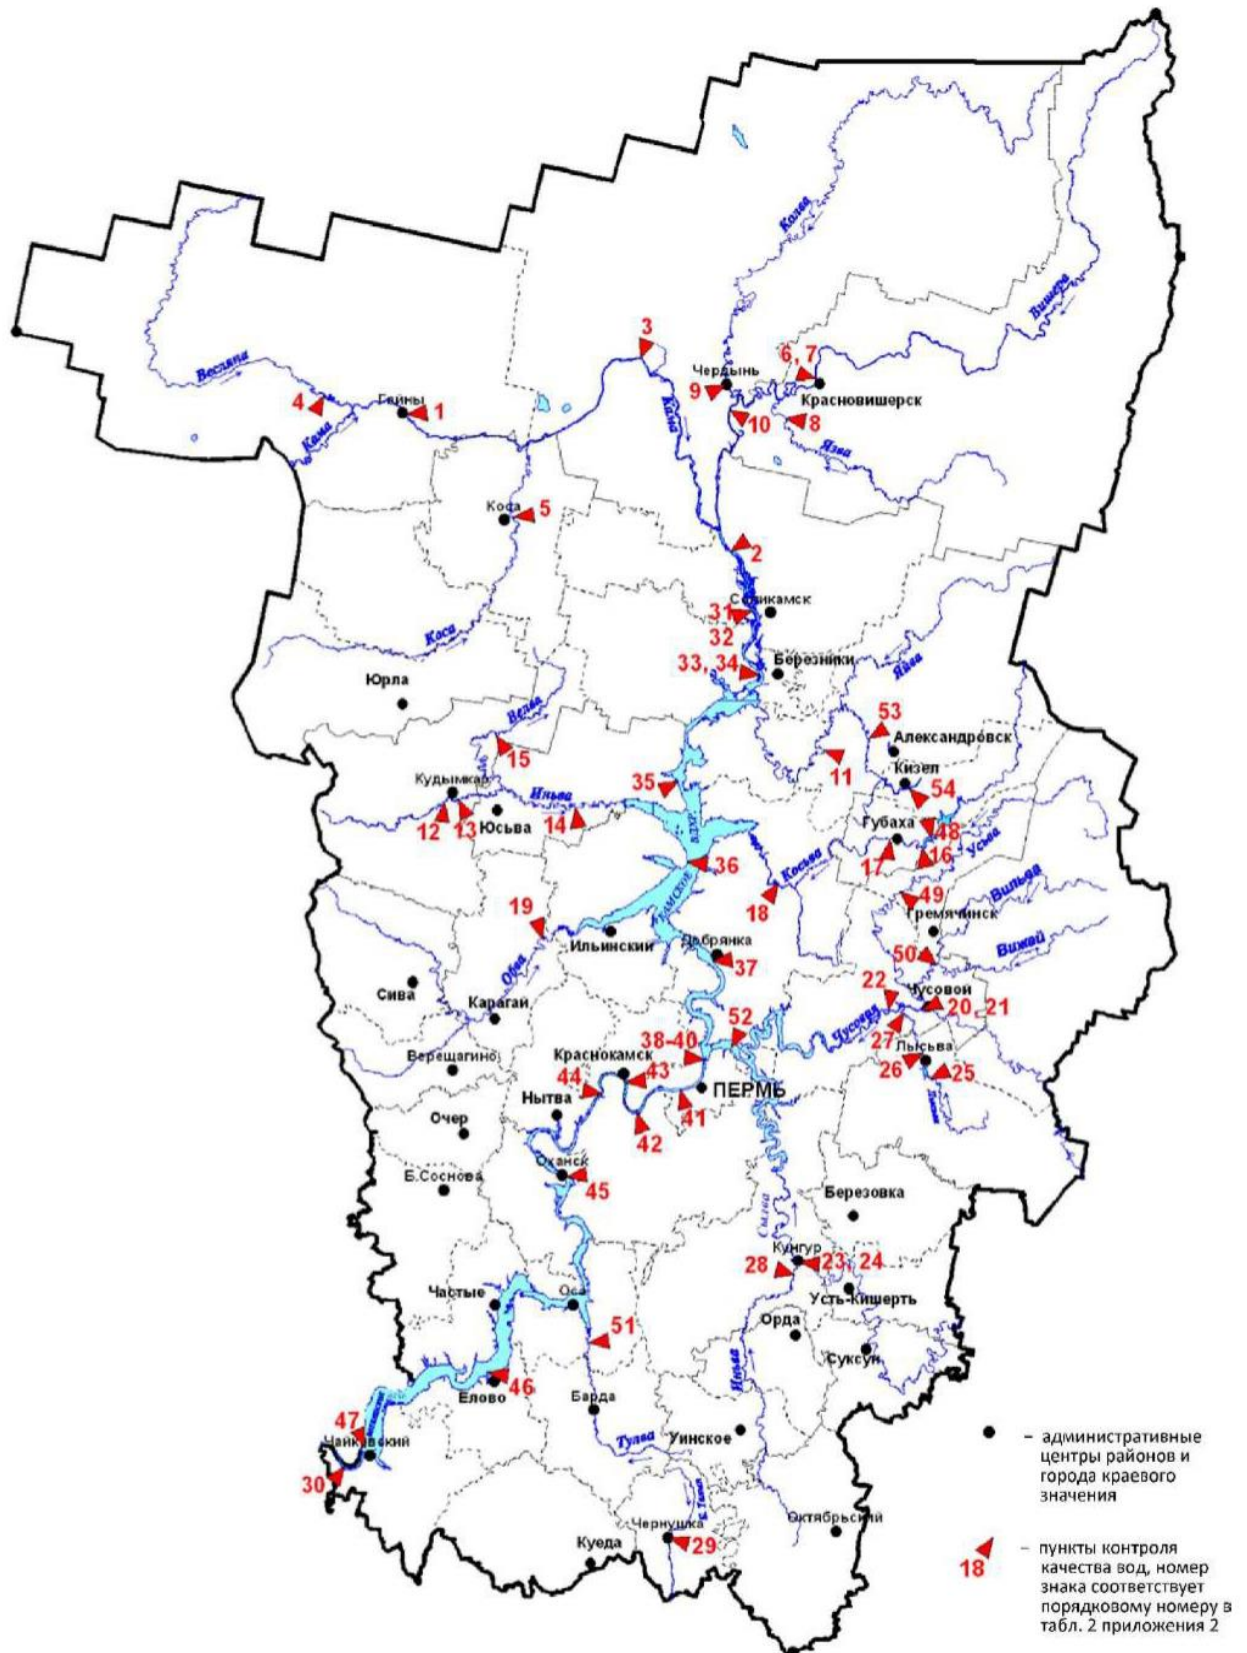 Колва
Вишера
3
6, 7
Чердынь
9
Красновишерск
Весляна
4
Гайны
1
Кама
Кама
10
8
Язва
Коса
5
2
Соликамск
31
32
Коса
33, 34
Березники
Яйва
Юрла
Велва
53
Александровск
15
11
Кизел
Кудымкар
35
54
Иньва
12
13
Юсьва
14
ВДХР.
Губаха
48
17
16
Усьва
36
Косьва
Вильва
КАМСКОЕ
18
49
Гремячинск
19
Ильинский
Добрянка
Вижай
50
37
Обва
Сива
22
Чусовой
Карагай
20, 21
52
Чусовая
27
38-40
Лысьва
Верещагино
Краснокамск
26
25
43
44
ПЕРМЬ
Нытва
41
Очер
42
Оханск
Б.Соснова
45
Березовка
Сылва
Кунгур
28
23, 24
Частые
Оса
Усть-Кишерть
51
Орда
Суксун
46
Елово
Барда
47
Чайковский
Тулва
Уинское
30
Октябрьский
Чернушка
29
Куеда
– административные
центры районов и
города краевого
значения
18
– пункты контроля
качества вод, номер
знака соответствует
порядковому номеру в
табл. 2 приложения 2